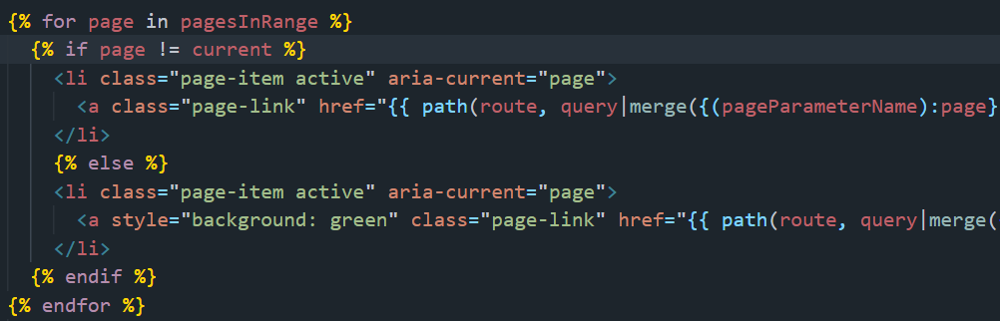 {% for page in pagesInRange %}
{% if page != current %}
<li class="page-item active" aria-current="page">
<a class="page-link" href="{{ path(route, query|merge({(pageParameterName):page}
</li>
{% else %}
<li class="page-item active" aria-current="page">
<a style="background: green" class="page-link" href="{{ path(route, query|merge(
</li>
{% endif %}
{% endfor %}